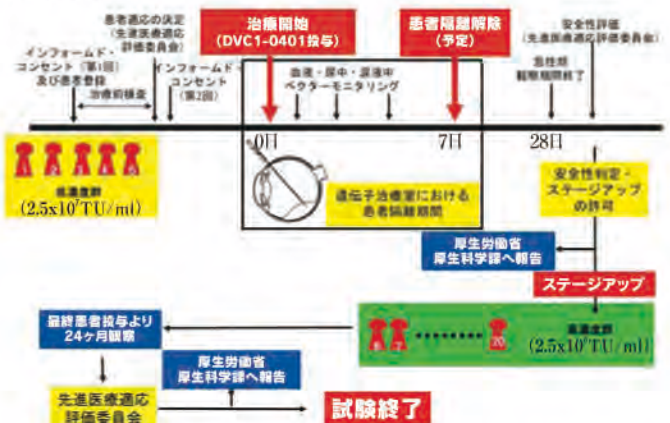 患者適応の決定
(先進医療適応
評価委員会)
インフォームド・
コンセント (第1回)
及び患者登録
治療前検査
インフォームド・
コンセント
(第2回)
治療開始
(DVC1-0401投与)
血液・尿中・涙液中
ベクターモニタリング
患者隔離解除
(予定)
安全性評価
(先進医療適応評価委員会)
急性期
観察期間終了
0日
7日
28日
1 2 3 4 5
低濃度群
(2.5x10⁷TU/ml)
遺伝子治療室における
患者隔離期間
安全性判定・
ステージアップ
の許可
厚生労働省
厚生科学課へ報告
ステージアップ
6 7 ・・・・・・・・ 20
高濃度群
(2.5x10⁸TU/ml)
最終患者投与より
24ヶ月観察
厚生労働省
厚生科学課へ報告
先進医療適応
評価委員会
試験終了